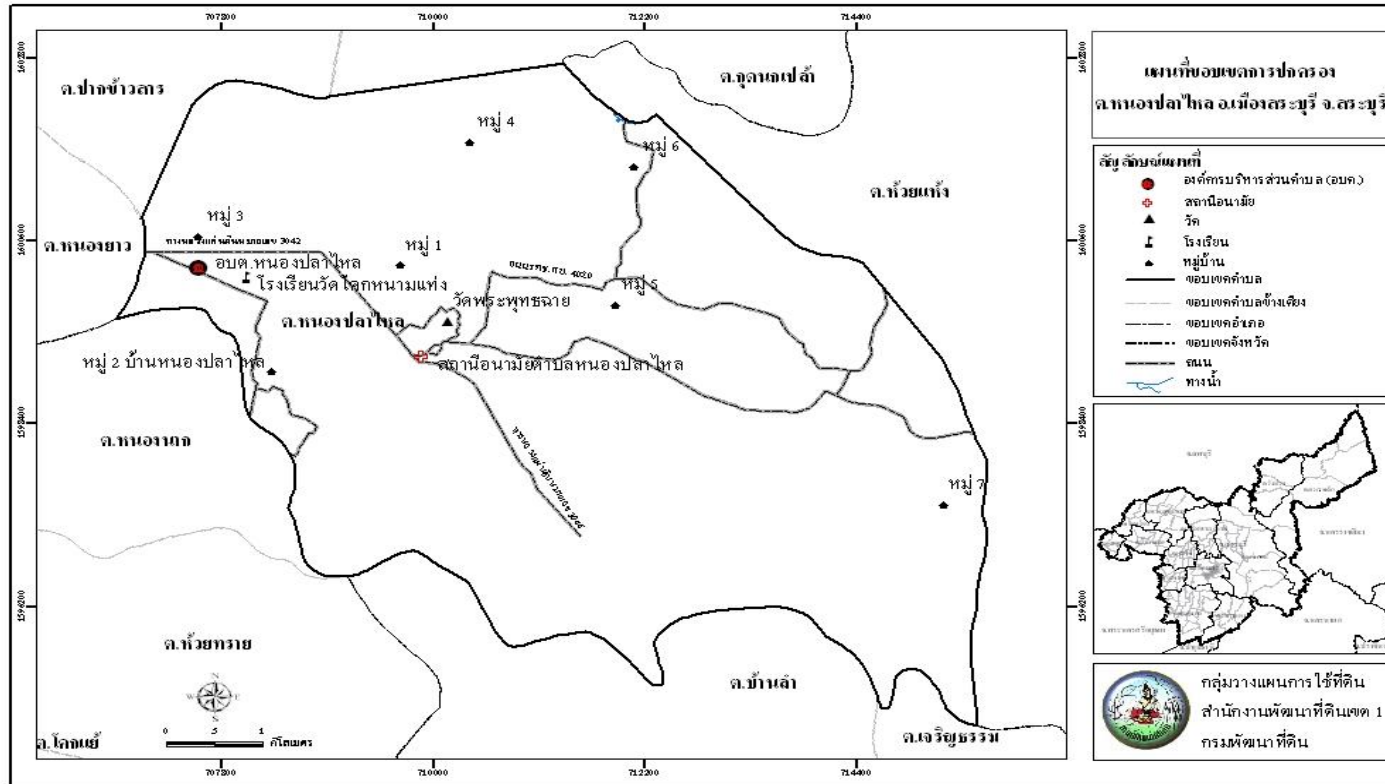 707800 710000 712200 714400
แผนที่ขอบเขตการปกครอง
ต.หนองปลาไหล อ.เมืองสระบุรี จ.สระบุรี
ต.ปากข้าวสาร
ต.กุดนกเปล้า
หมู่ 4
หมู่ 6
ต.ห้วยแห้ง
ต.หนองยาว
หมู่ 3
หมู่ 1
อบต.หนองปลาไหล
โรงเรียนวัดโคกหนามแท่ง
หมู่ 5
วัดพระพุทธฉาย
ต.หนองปลาไหล
หมู่ 2 บ้านหนองปลาไหล
สถานีอนามัยตำบลหนองปลาไหล
หมู่ 7
ต.ห้วยทราย
ต.บ้านลำ
ต.โคกแย้
ต.เจริญธรรม
N
W E
S
0 .5 1
กิโลเมตร
สัญลักษณ์แผนที่
องค์การบริหารส่วนตำบล (อบต.)
สถานีอนามัย
วัด
โรงเรียน
หมู่บ้าน
ขอบเขตตำบล
ขอบเขตตำบลข้างเคียง
ขอบเขตอำเภอ
ขอบเขตจังหวัด
ถนน
ทางน้ำ
กลุ่มวางแผนการใช้ที่ดิน
สำนักงานพัฒนาที่ดินเขต 1
กรมพัฒนาที่ดิน
707800 710000 712200 714400